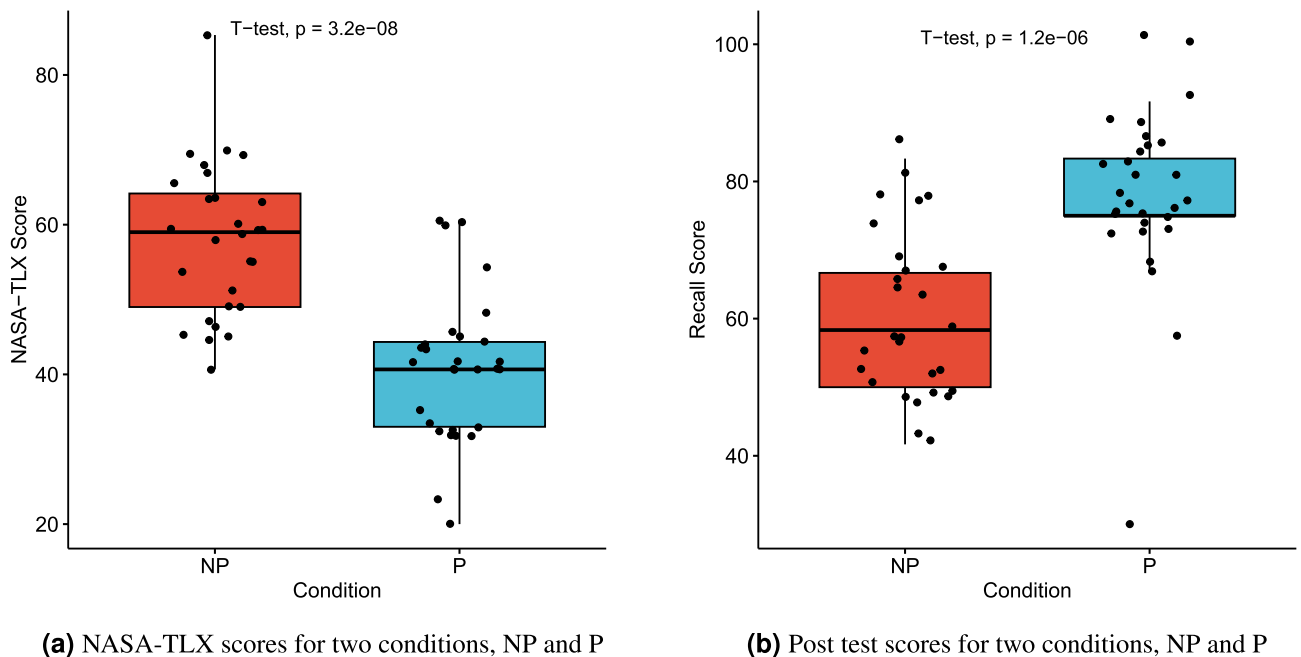 T−test, p = 3.2e−08
80
60
40
20
NASA−TLX Score
NP
P
Condition
(a) NASA-TLX scores for two conditions, NP and P
T−test, p = 1.2e−06
100
80
60
40
Recall Score
NP
P
Condition
(b) Post test scores for two conditions, NP and P